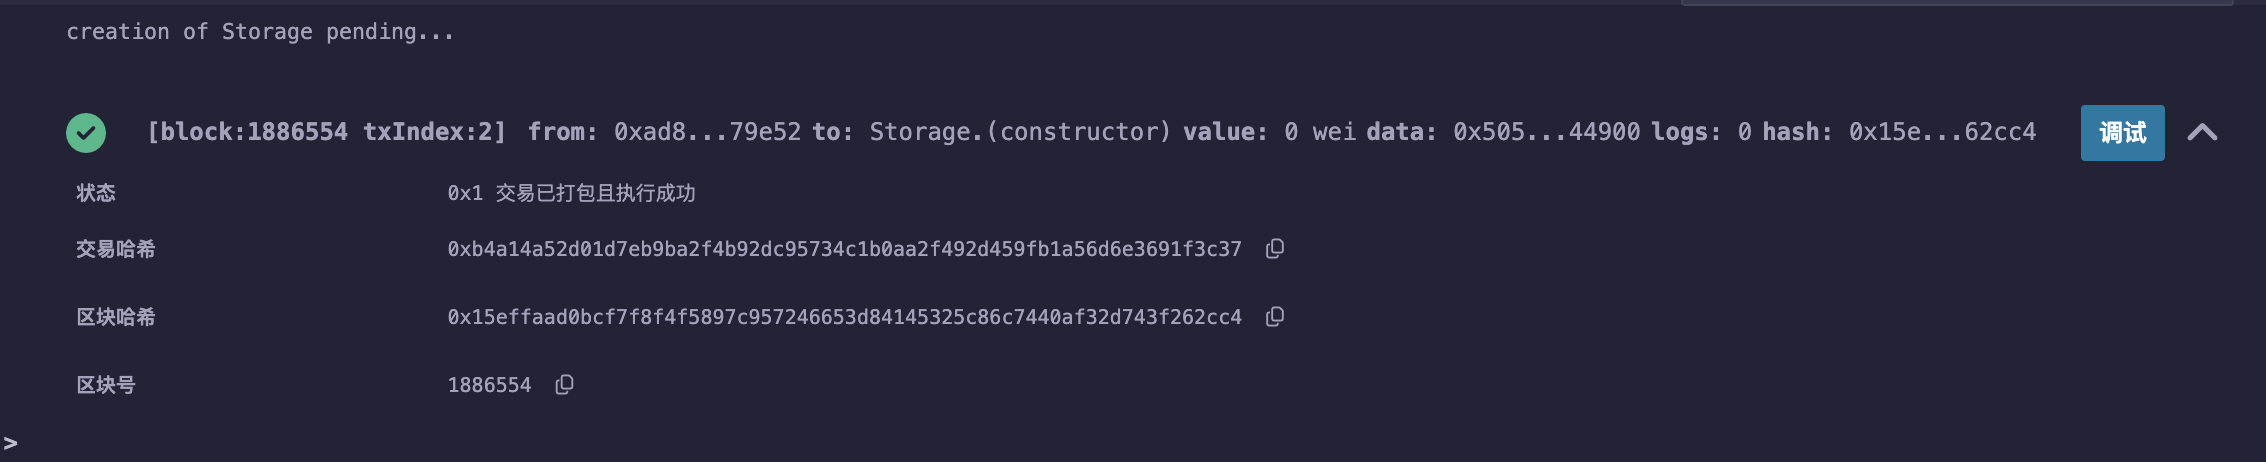 creation of Storage pending...
[block:1886554 txIndex:2] from: 0xad8...79e52 to: Storage.(constructor) value: 0 wei data: 0x505...44900 logs: 0 hash: 0x15e...62cc4 调试
状态 0x1 交易已打包且执行成功
交易哈希 0xb4a14a52d01d7eb9ba2f4b92dc95734c1b0aa2f492d459fb1a56d6e3691f3c37
区块哈希 0x15effaad0bcf7f8f4f5897c957246653d84145325c86c7440af32d743f262cc4
区块号 1886554
>